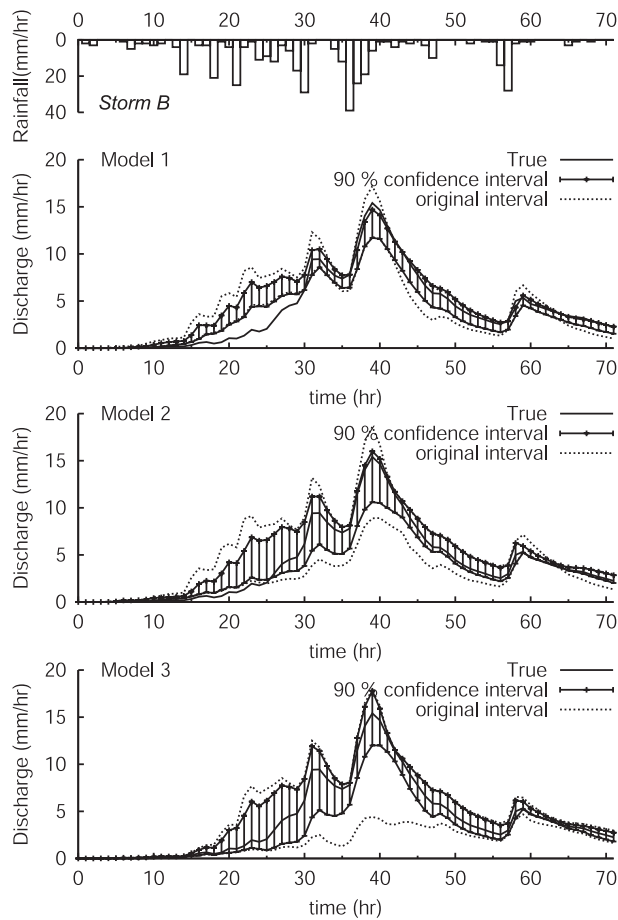 0 10 20 30 40 50 60 70
Rainfall(mm/hr)
0
20
40
Storm B
Model 1
True
90 % confidence interval
original interval
Discharge (mm/hr)
20
15
10
5
0
0 10 20 30 40 50 60 70
time (hr)
Model 2
True
90 % confidence interval
original interval
Discharge (mm/hr)
20
15
10
5
0
0 10 20 30 40 50 60 70
time (hr)
Model 3
True
90 % confidence interval
original interval
Discharge (mm/hr)
20
15
10
5
0
0 10 20 30 40 50 60 70
time (hr)